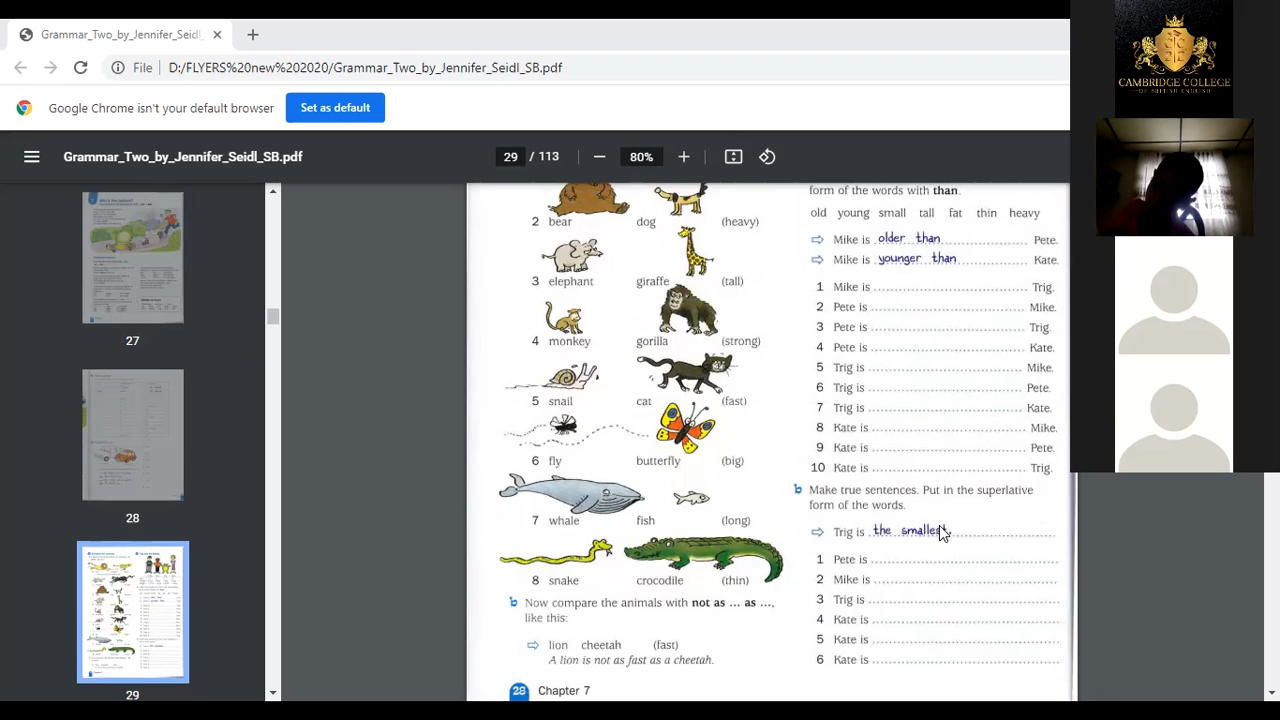 Grammar_Two_by_Jennifer_Seidl_
File D:/FLYERS%20new%202020/Grammar_Two_by_Jennifer_Seidl_SB.pdf
Google Chrome isn't your default browser
Set as default
Grammar_Two_by_Jennifer_Seidl_SB.pdf
29 / 113
80%
27
28
29
2 bear dog (heavy)
3 elephant giraffe (tall)
4 monkey gorilla (strong)
5 snail cat (fast)
6 fly butterfly (big)
7 whale fish (long)
8 snake crocodile (thin)
b Now compare the animals with not as ... as ...,
like this:
lion cheetah (fast)
lion is not as fast as a cheetah.
28 Chapter 7
form of the words with than.
old young small tall fat thin heavy
Mike is older than Pete.
Mike is younger than Kate.
1 Mike is Trig.
2 Pete is Mike.
3 Pete is Trig.
4 Pete is Kate.
5 Trig is Mike.
6 Trig is Pete.
7 Trig is Kate.
8 Kate is Mike.
9 Kate is Pete.
10 Kate is Trig.
b Make true sentences. Put in the superlative
form of the words.
Trig is the smallest
1 Pete is
2 Mike is
3 Trig is
4 Kate is
5 Kate is
6 Kate is
CAMBRIDGE COLLEGE
OF BRITISH ENGLISH